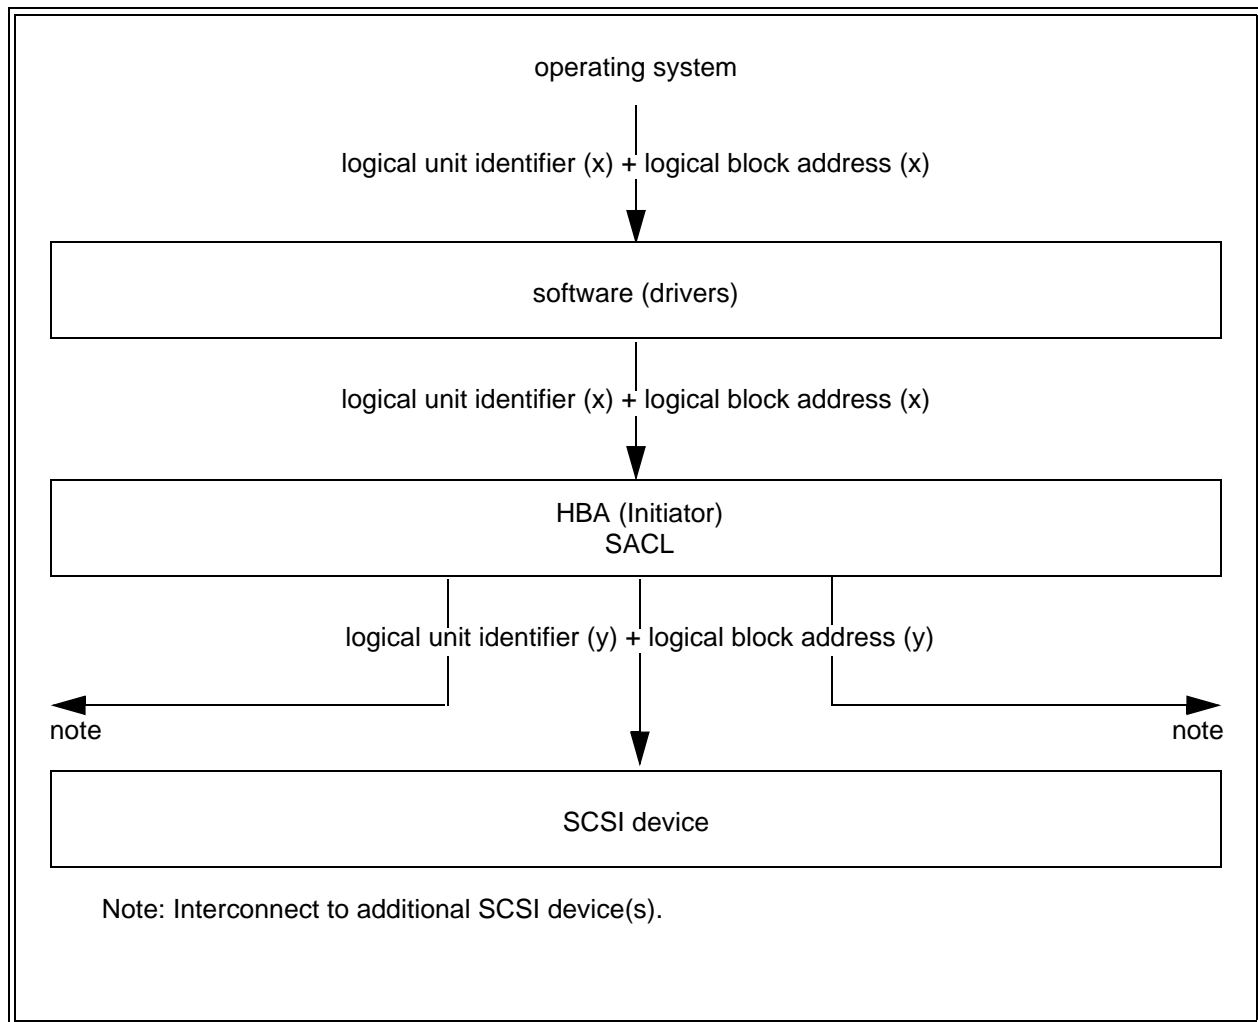 operating system
logical unit identifier (x) + logical block address (x)
software (drivers)
logical unit identifier (x) + logical block address (x)
HBA (Initiator)
SACL
logical unit identifier (y) + logical block address (y)
note
note
SCSI device
Note: Interconnect to additional SCSI device(s).